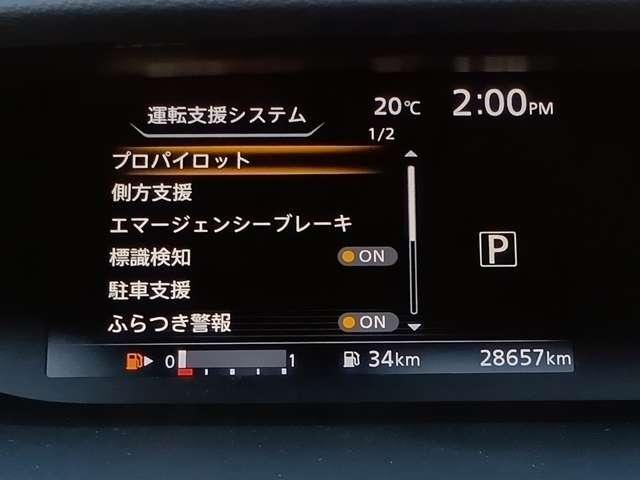 運転支援システム
20℃
2:00PM
1/2
プロパイロット
側方支援
エマージェンシーブレーキ
標識検知 ON
駐車支援
ふらつき警報 ON
P
0 1
34km
28657km